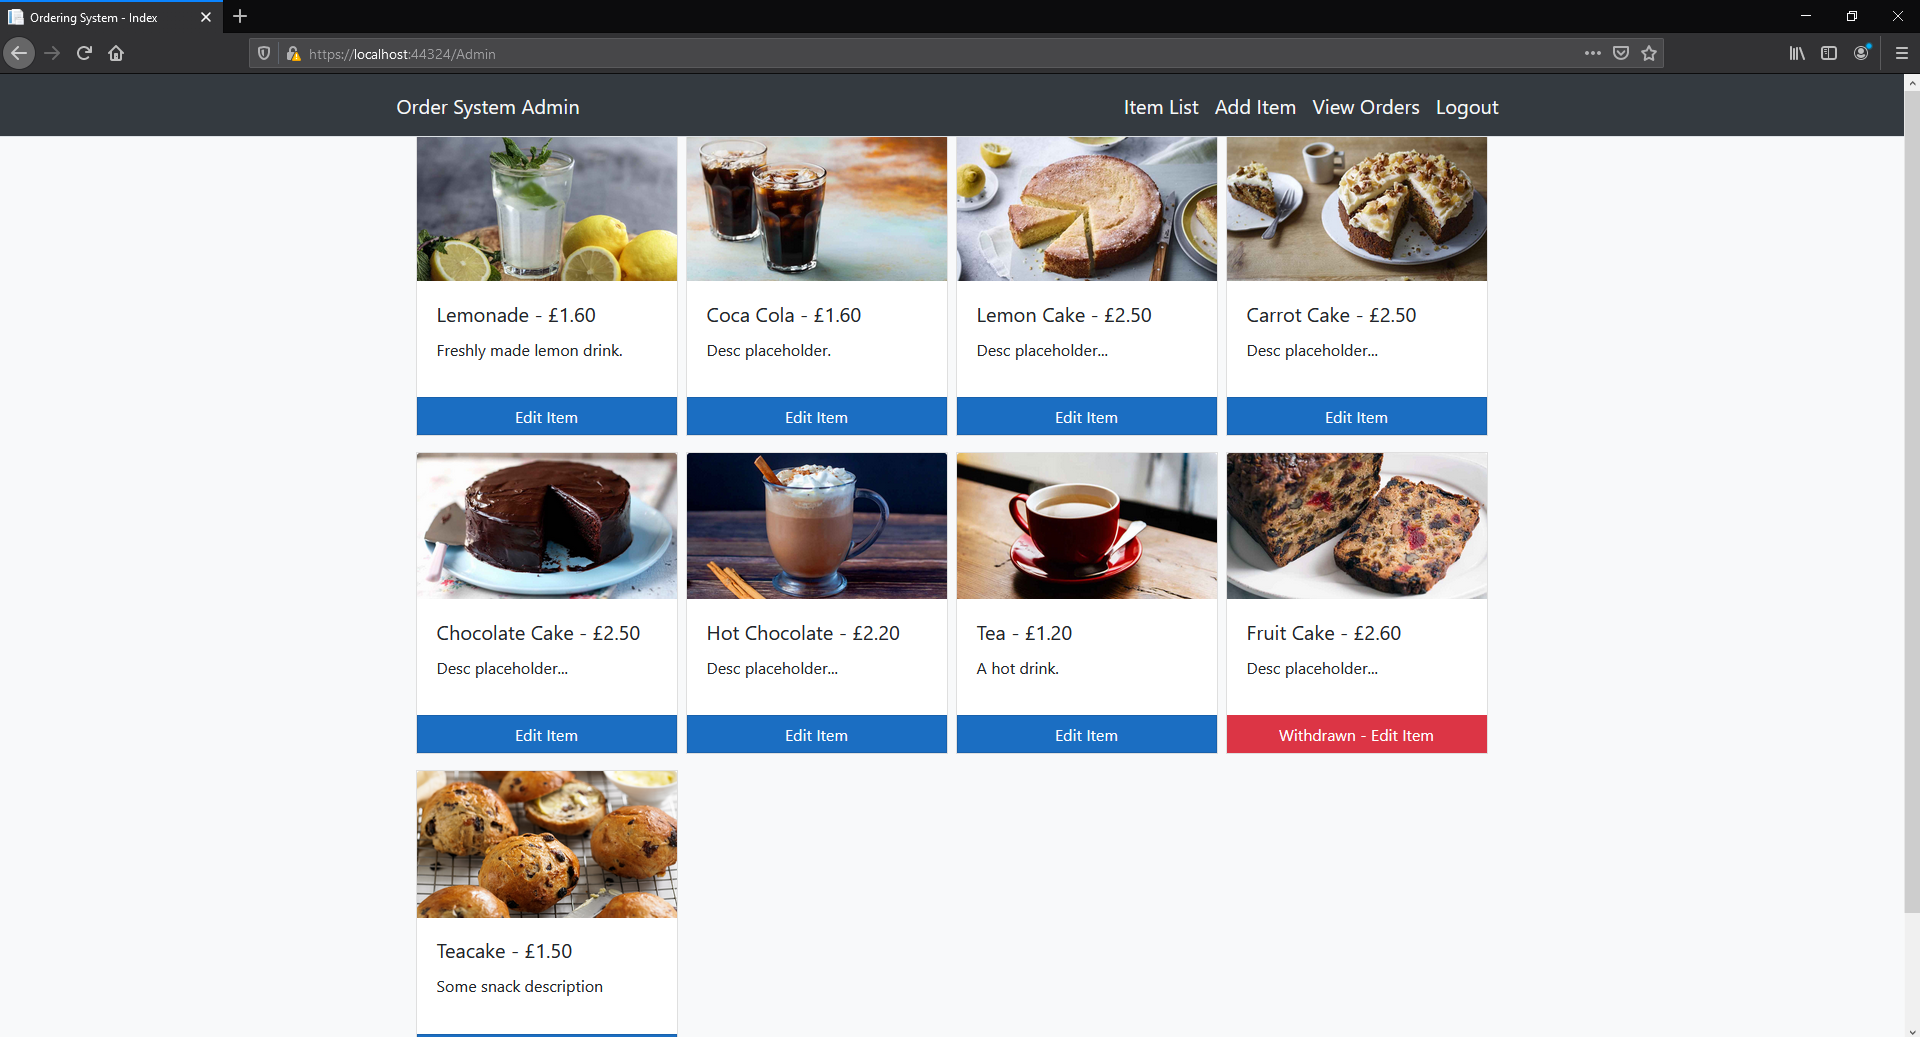 Ordering System - Index
https://localhost:44324/Admin
Order System Admin
Item List Add Item View Orders Logout
Lemonade - £1.60
Freshly made lemon drink.
Edit Item
Coca Cola - £1.60
Desc placeholder.
Edit Item
Lemon Cake - £2.50
Desc placeholder...
Edit Item
Carrot Cake - £2.50
Desc placeholder...
Edit Item
Chocolate Cake - £2.50
Desc placeholder...
Edit Item
Hot Chocolate - £2.20
Desc placeholder...
Edit Item
Tea - £1.20
A hot drink.
Edit Item
Fruit Cake - £2.60
Desc placeholder...
Withdrawn - Edit Item
Teacake - £1.50
Some snack description